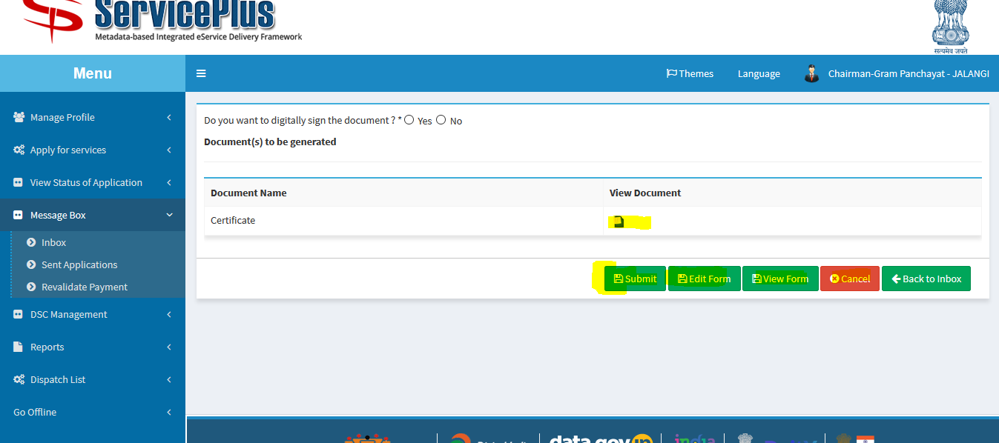 ServicePlus
Metadata-based Integrated eService Delivery Framework
सत्यमेव जयते
Menu
Themes
Language
Chairman-Gram Panchayat - JALANGI
Manage Profile
Apply for services
View Status of Application
Message Box
Inbox
Sent Applications
Revalidate Payment
DSC Management
Reports
Dispatch List
Go Offline
Do you want to digitally sign the document ? * Yes No
Document(s) to be generated
Document Name View Document
Certificate
Submit Edit Form View Form Cancel Back to Inbox
data.gov in india